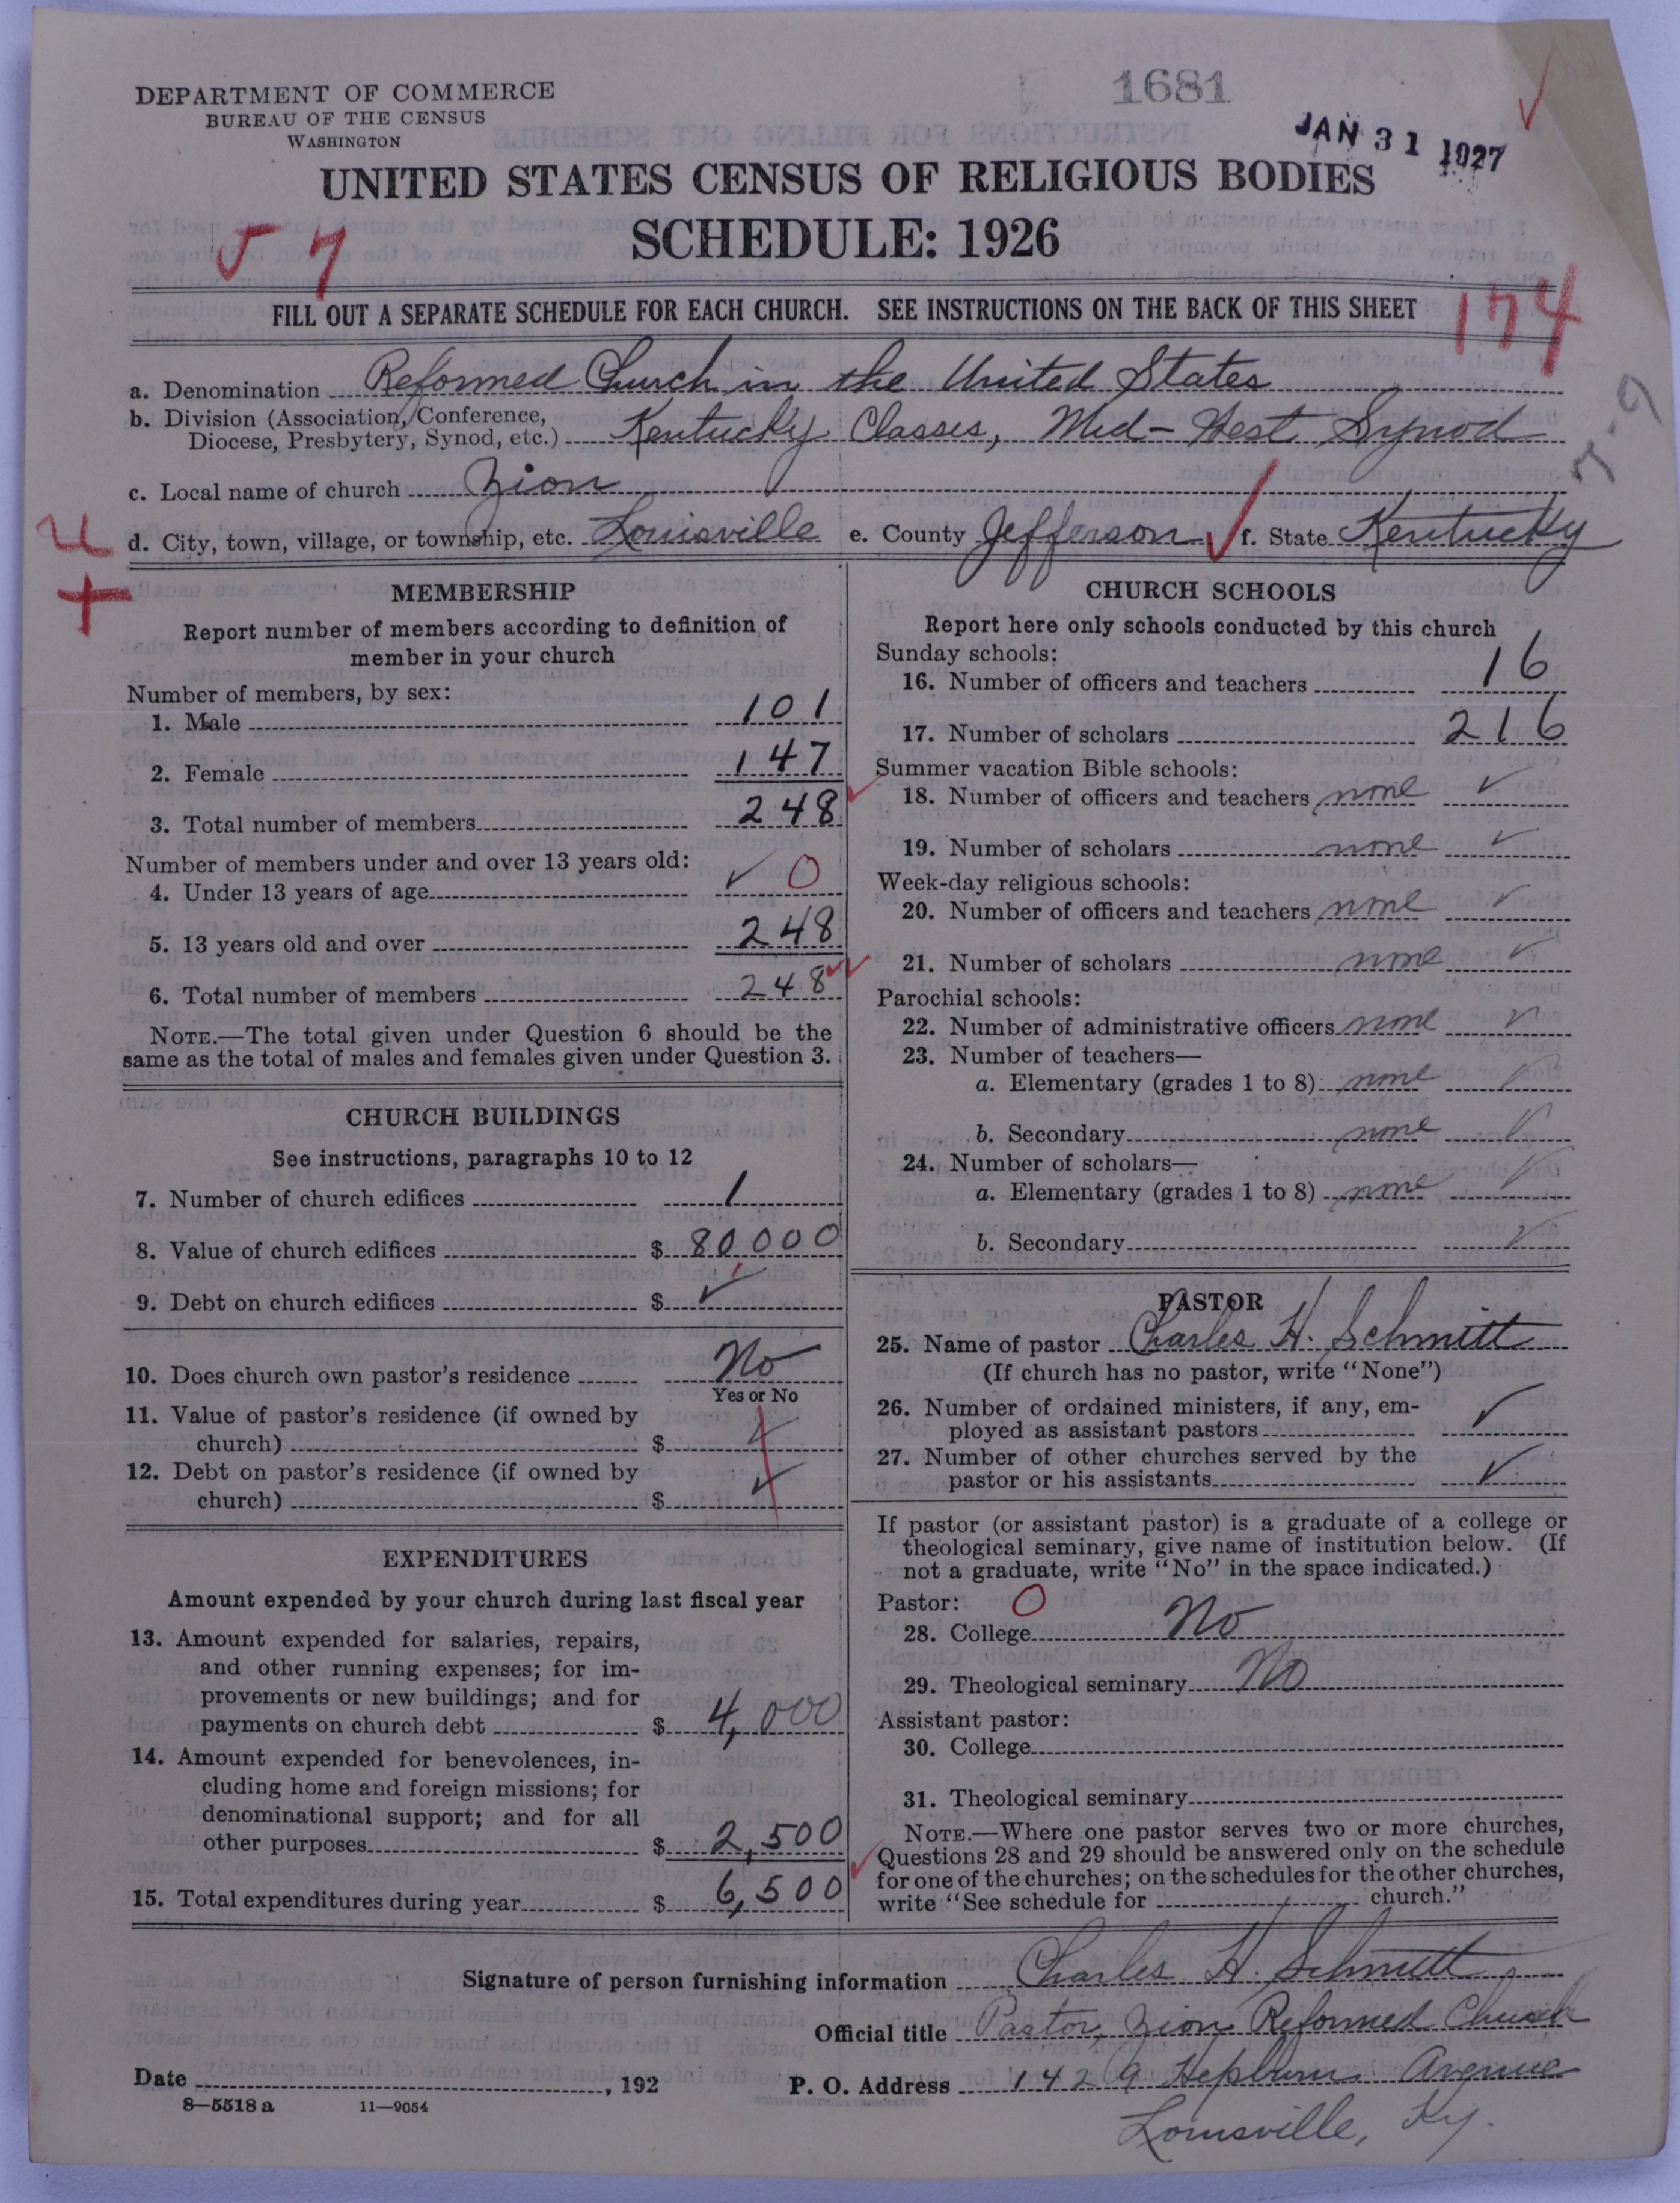 DEPARTMENT OF COMMERCE
BUREAU OF THE CENSUS
WASHINGTON
1681
JAN 31 1927
UNITED STATES CENSUS OF RELIGIOUS BODIES
SCHEDULE: 1926
57
FILL OUT A SEPARATE SCHEDULE FOR EACH CHURCH. SEE INSTRUCTIONS ON THE BACK OF THIS SHEET
174
a. Denomination Reformed Church in the United States
b. Division (Association, Conference,
Diocese, Presbytery, Synod, etc.) Kentucky Classes, Mid-West Synod
c. Local name of church Zion
d. City, town, village, or township, etc. Louisville e. County Jefferson f. State Kentucky
MEMBERSHIP
Report number of members according to definition of
member in your church
Number of members, by sex:
1. Male 101
2. Female 147
3. Total number of members 248
Number of members under and over 13 years old:
4. Under 13 years of age ✓ 0
5. 13 years old and over 248
6. Total number of members 248
NOTE.—The total given under Question 6 should be the
same as the total of males and females given under Question 3.
CHURCH BUILDINGS
See instructions, paragraphs 10 to 12
7. Number of church edifices 1
8. Value of church edifices $ 80000
9. Debt on church edifices $ ✓
10. Does church own pastor's residence No
Yes or No
11. Value of pastor's residence (if owned by
church) $
12. Debt on pastor's residence (if owned by
church) $ ✓
EXPENDITURES
Amount expended by your church during last fiscal year
13. Amount expended for salaries, repairs,
and other running expenses; for im-
provements or new buildings; and for
payments on church debt $ 4,000
14. Amount expended for benevolences, in-
cluding home and foreign missions; for
denominational support; and for all
other purposes $ 2,500
15. Total expenditures during year $ 6,500
CHURCH SCHOOLS
Report here only schools conducted by this church
Sunday schools:
16. Number of officers and teachers 16
17. Number of scholars 216
Summer vacation Bible schools:
18. Number of officers and teachers none ✓
19. Number of scholars none ✓
Week-day religious schools:
20. Number of officers and teachers none ✓
21. Number of scholars none ✓
Parochial schools:
22. Number of administrative officers none ✓
23. Number of teachers—
a. Elementary (grades 1 to 8) none ✓
b. Secondary none ✓
24. Number of scholars—
a. Elementary (grades 1 to 8) none ✓
b. Secondary ✓
PASTOR
25. Name of pastor Charles H. Schmitt
(If church has no pastor, write "None")
26. Number of ordained ministers, if any, em-
ployed as assistant pastors ✓
27. Number of other churches served by the
pastor or his assistants ✓
If pastor (or assistant pastor) is a graduate of a college or
theological seminary, give name of institution below. (If
not a graduate, write "No" in the space indicated.)
Pastor: 0
28. College No
29. Theological seminary No
Assistant pastor:
30. College
31. Theological seminary
NOTE.—Where one pastor serves two or more churches,
Questions 28 and 29 should be answered only on the schedule
for one of the churches; on the schedules for the other churches,
write "See schedule for church."
Signature of person furnishing information Charles H. Schmitt
Official title Pastor, Zion Reformed Church
Date , 192 P. O. Address 1429 Hepburn Avenue
8—5518 a 11—9054
Louisville, Ky.